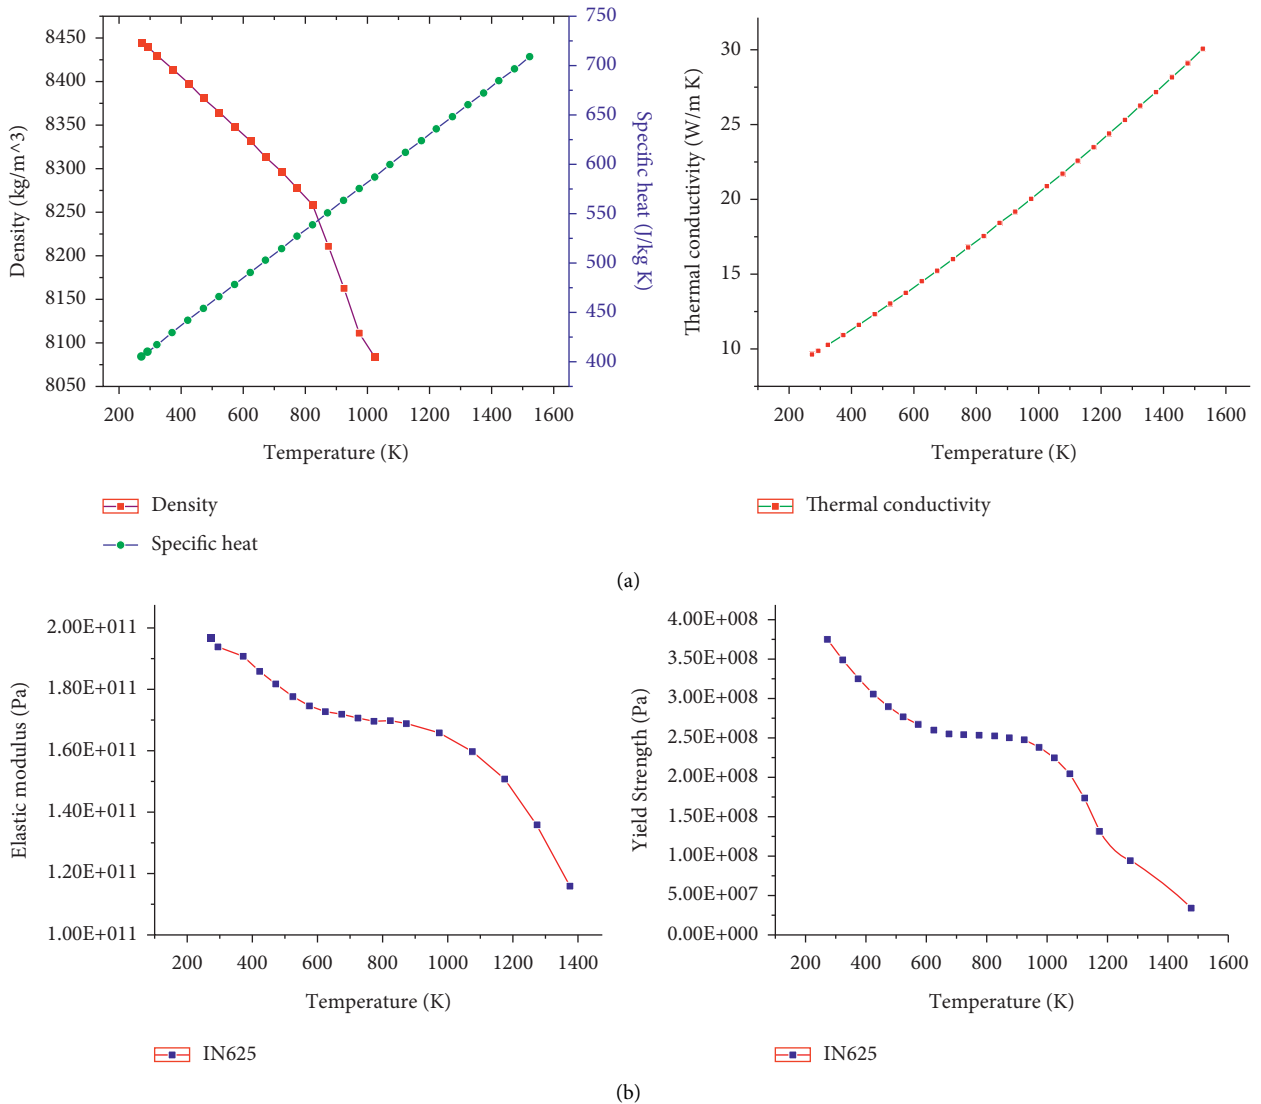 8450
8400
8350
8300
8250
8200
8150
8100
8050
Density (kg/m^3)
750
700
650
600
550
500
450
400
Specific heat (J/kg K)
200 400 600 800 1000 1200 1400 1600
Temperature (K)
Density
Specific heat
30
25
20
15
10
Thermal conductivity (W/m K)
200 400 600 800 1000 1200 1400 1600
Temperature (K)
Thermal conductivity
(a)
2.00E+011
1.80E+011
1.60E+011
1.40E+011
1.20E+011
1.00E+011
Elastic modulus (Pa)
200 400 600 800 1000 1200 1400
Temperature (K)
IN625
4.00E+008
3.50E+008
3.00E+008
2.50E+008
2.00E+008
1.50E+008
1.00E+008
5.00E+007
0.00E+000
Yield Strength (Pa)
200 400 600 800 1000 1200 1400 1600
Temperature (K)
IN625
(b)